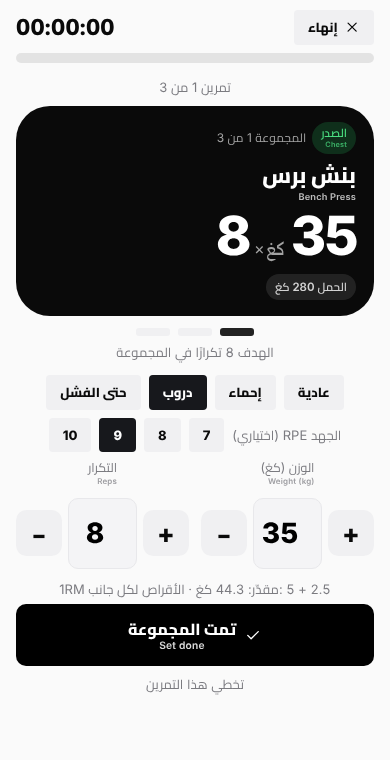 00:00:00
إنهاء
تمرين 1 من 3
الصدر
Chest
المجموعة 1 من 3
بنش برس
Bench Press
35 كغ × 8
الحمل 280 كغ
الهدف 8 تكرارًا في المجموعة
عادية
إحماء
دروب
حتى الفشل
الجهد RPE (اختياري)
7
8
9
10
الوزن (كغ)
Weight (kg)
التكرار
Reps
+
35
−
+
8
−
1RM مقدّر: 44.3 كغ · الأقراص لكل جانب: 5 + 2.5
تمت المجموعة
Set done
تخطي هذا التمرين